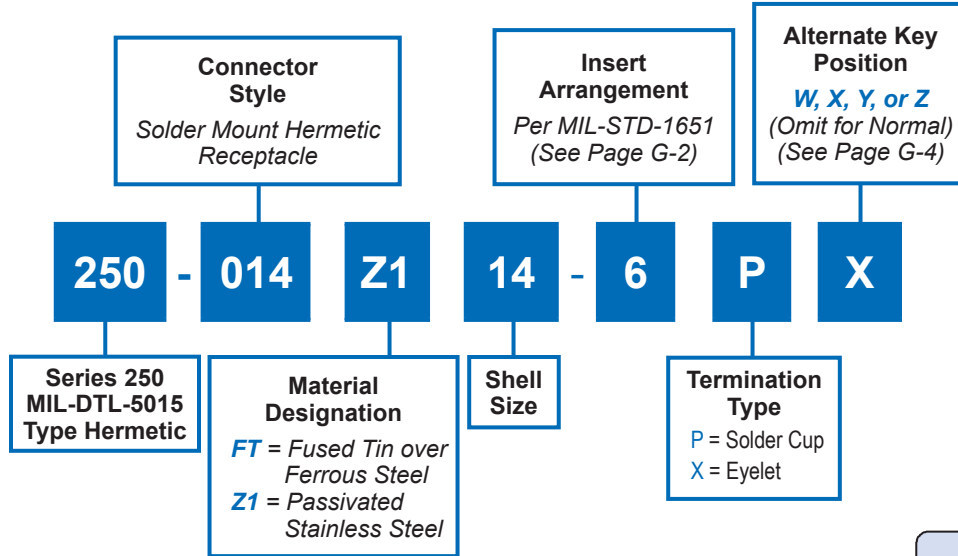 Connector
Style
Solder Mount Hermetic
Receptacle
Insert
Arrangement
Per MIL-STD-1651
(See Page G-2)
Alternate Key
Position
W, X, Y, or Z
(Omit for Normal)
(See Page G-4)
250 - 014 Z1 14 - 6 P X
Series 250
MIL-DTL-5015
Type Hermetic
Material
Designation
FT = Fused Tin over
Ferrous Steel
Z1 = Passivated
Stainless Steel
Shell
Size
Termination
Type
P = Solder Cup
X = Eyelet